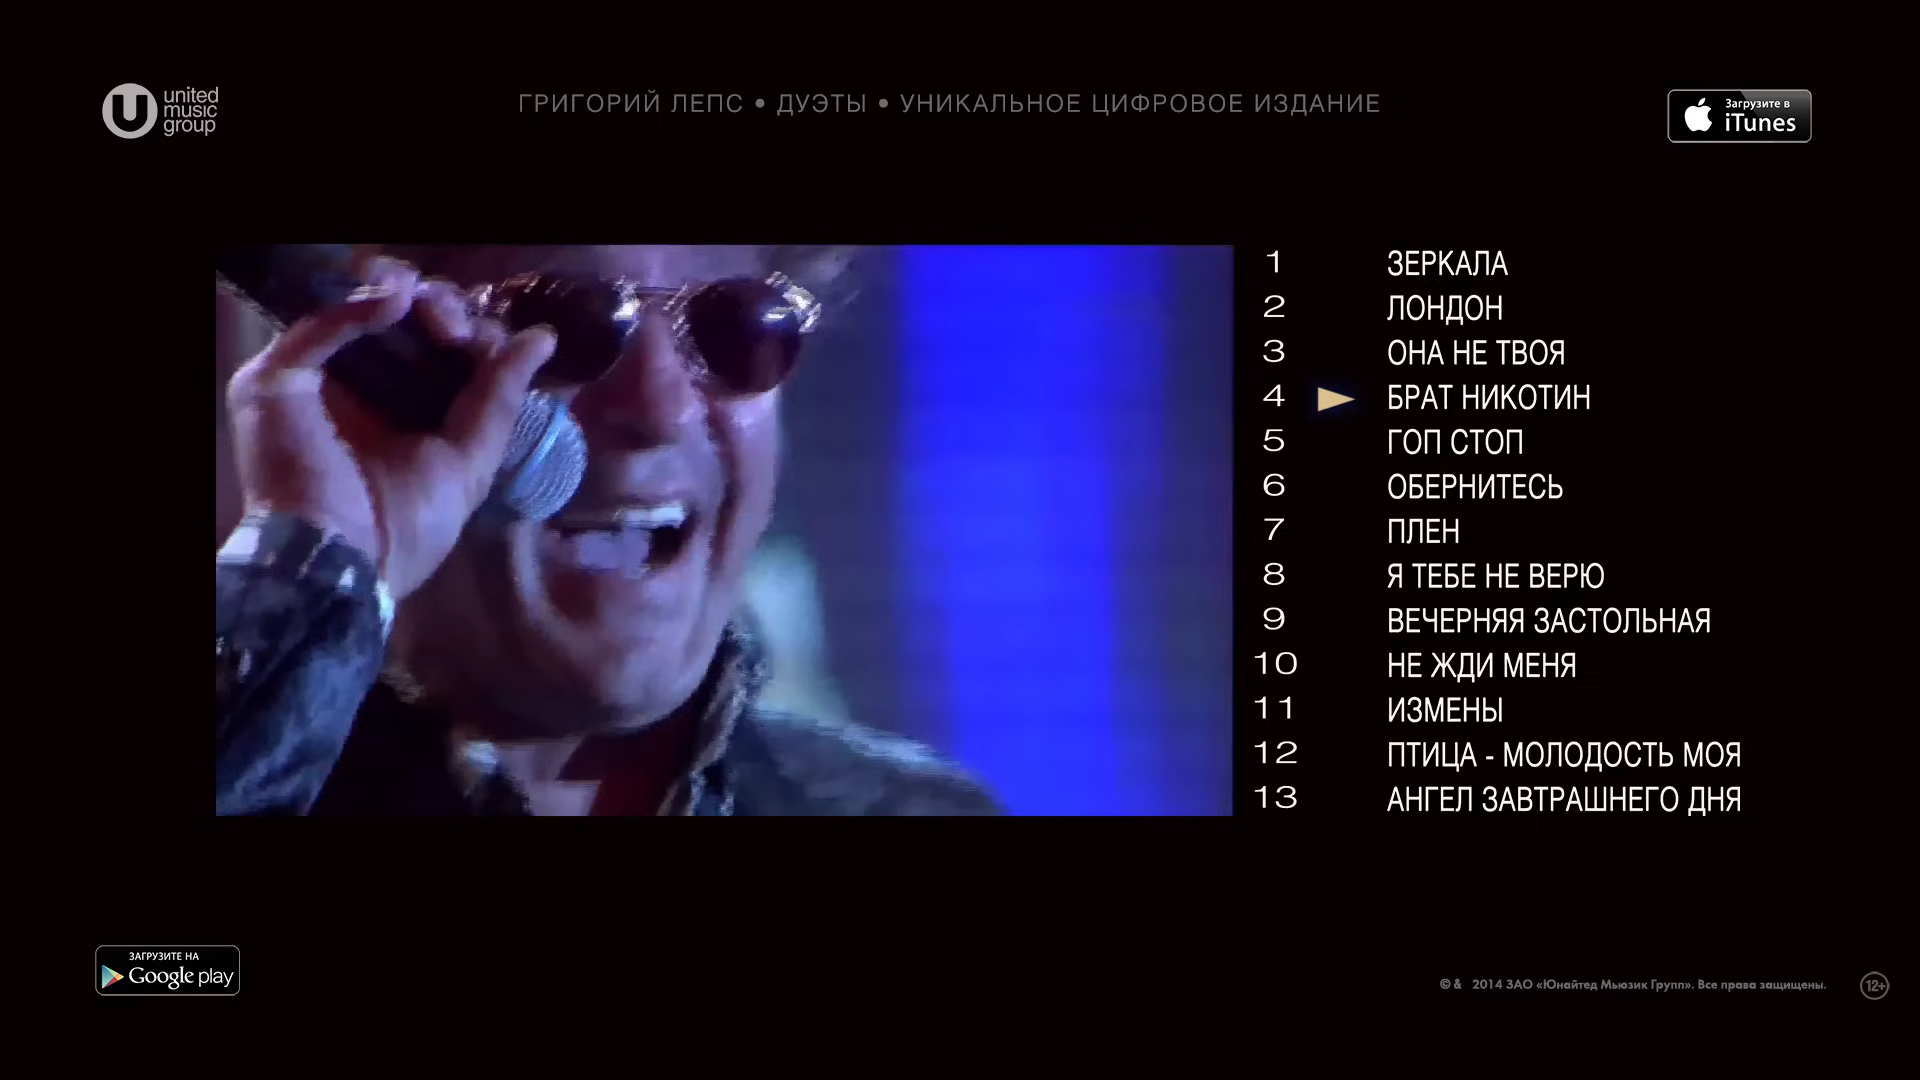 united
music
group
ГРИГОРИЙ ЛЕПС • ДУЭТЫ • УНИКАЛЬНОЕ ЦИФРОВОЕ ИЗДАНИЕ
Загрузите в
iTunes
1 ЗЕРКАЛА
2 ЛОНДОН
3 ОНА НЕ ТВОЯ
4 БРАТ НИКОТИН
5 ГОП СТОП
6 ОБЕРНИТЕСЬ
7 ПЛЕН
8 Я ТЕБЕ НЕ ВЕРЮ
9 ВЕЧЕРНЯЯ ЗАСТОЛЬНАЯ
10 НЕ ЖДИ МЕНЯ
11 ИЗМЕНЫ
12 ПТИЦА - МОЛОДОСТЬ МОЯ
13 АНГЕЛ ЗАВТРАШНЕГО ДНЯ
ЗАГРУЗИТЕ НА
Google play
© & 2014 ЗАО «Юнайтед Мьюзик Групп». Все права защищены.
12+